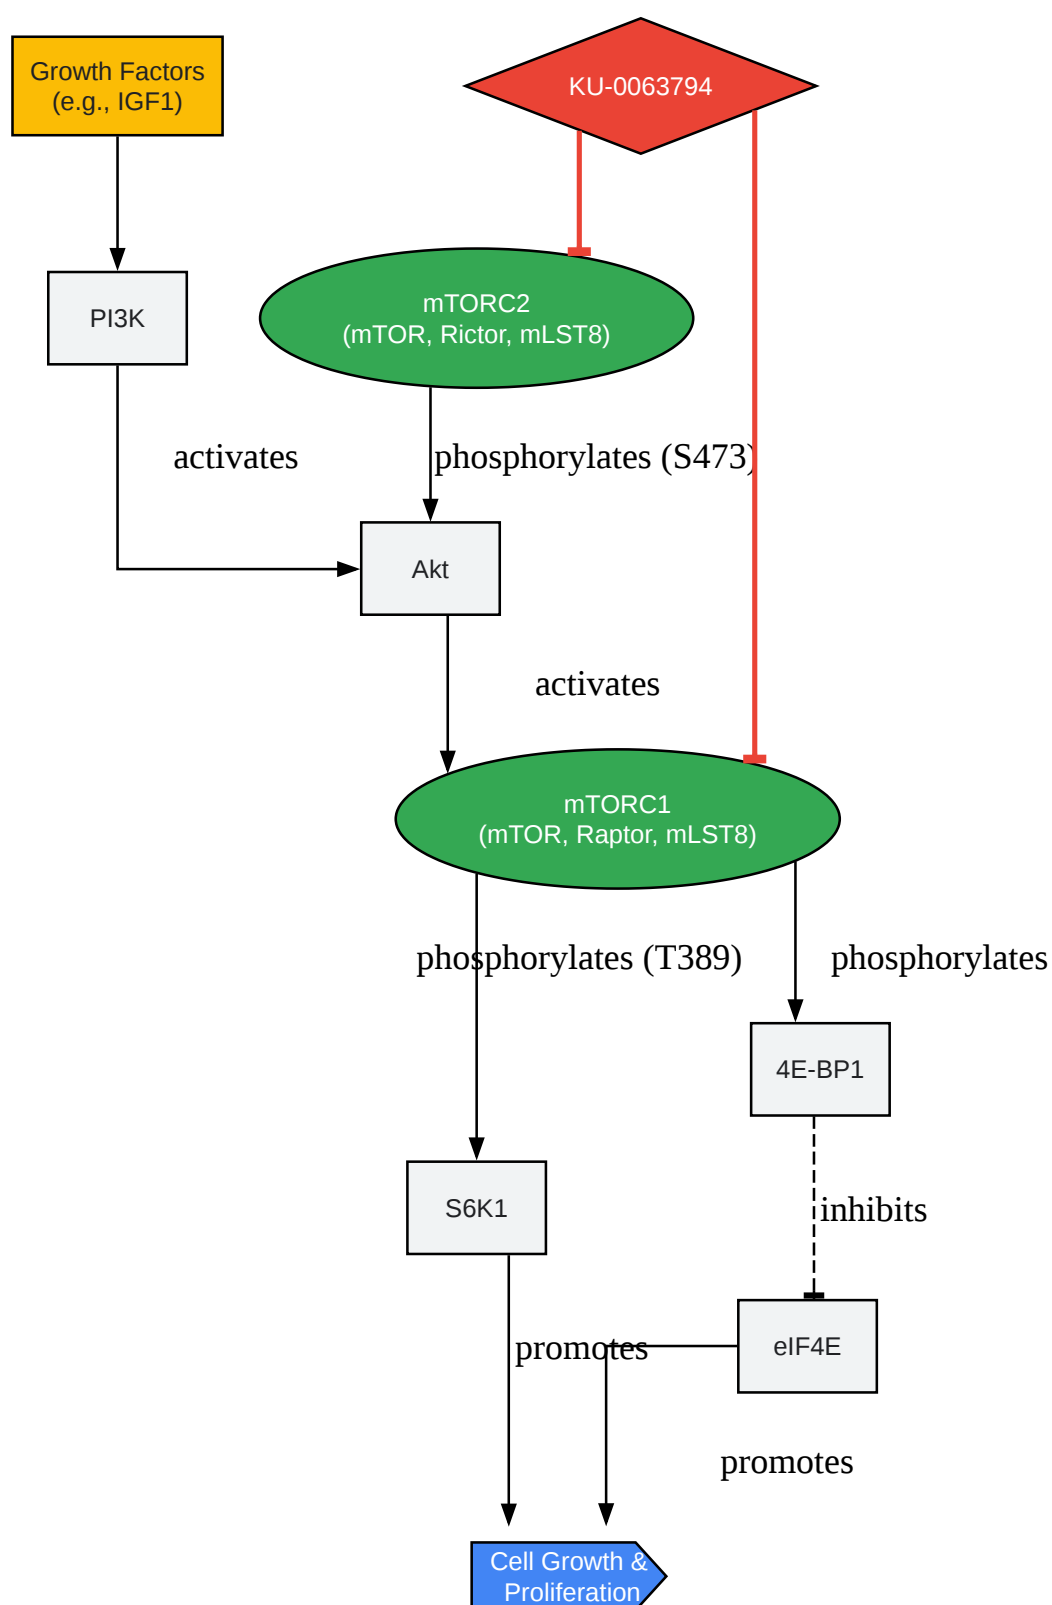 Growth Factors
(e.g., IGF1)
KU-0063794
PI3K
mTORC2
(mTOR, Rictor, mLST8)
activates
phosphorylates (S473)
Akt
activates
mTORC1
(mTOR, Raptor, mLST8)
phosphorylates (T389)
phosphorylates
4E-BP1
S6K1
inhibits
promotes
eIF4E
promotes
Cell Growth &
Proliferation